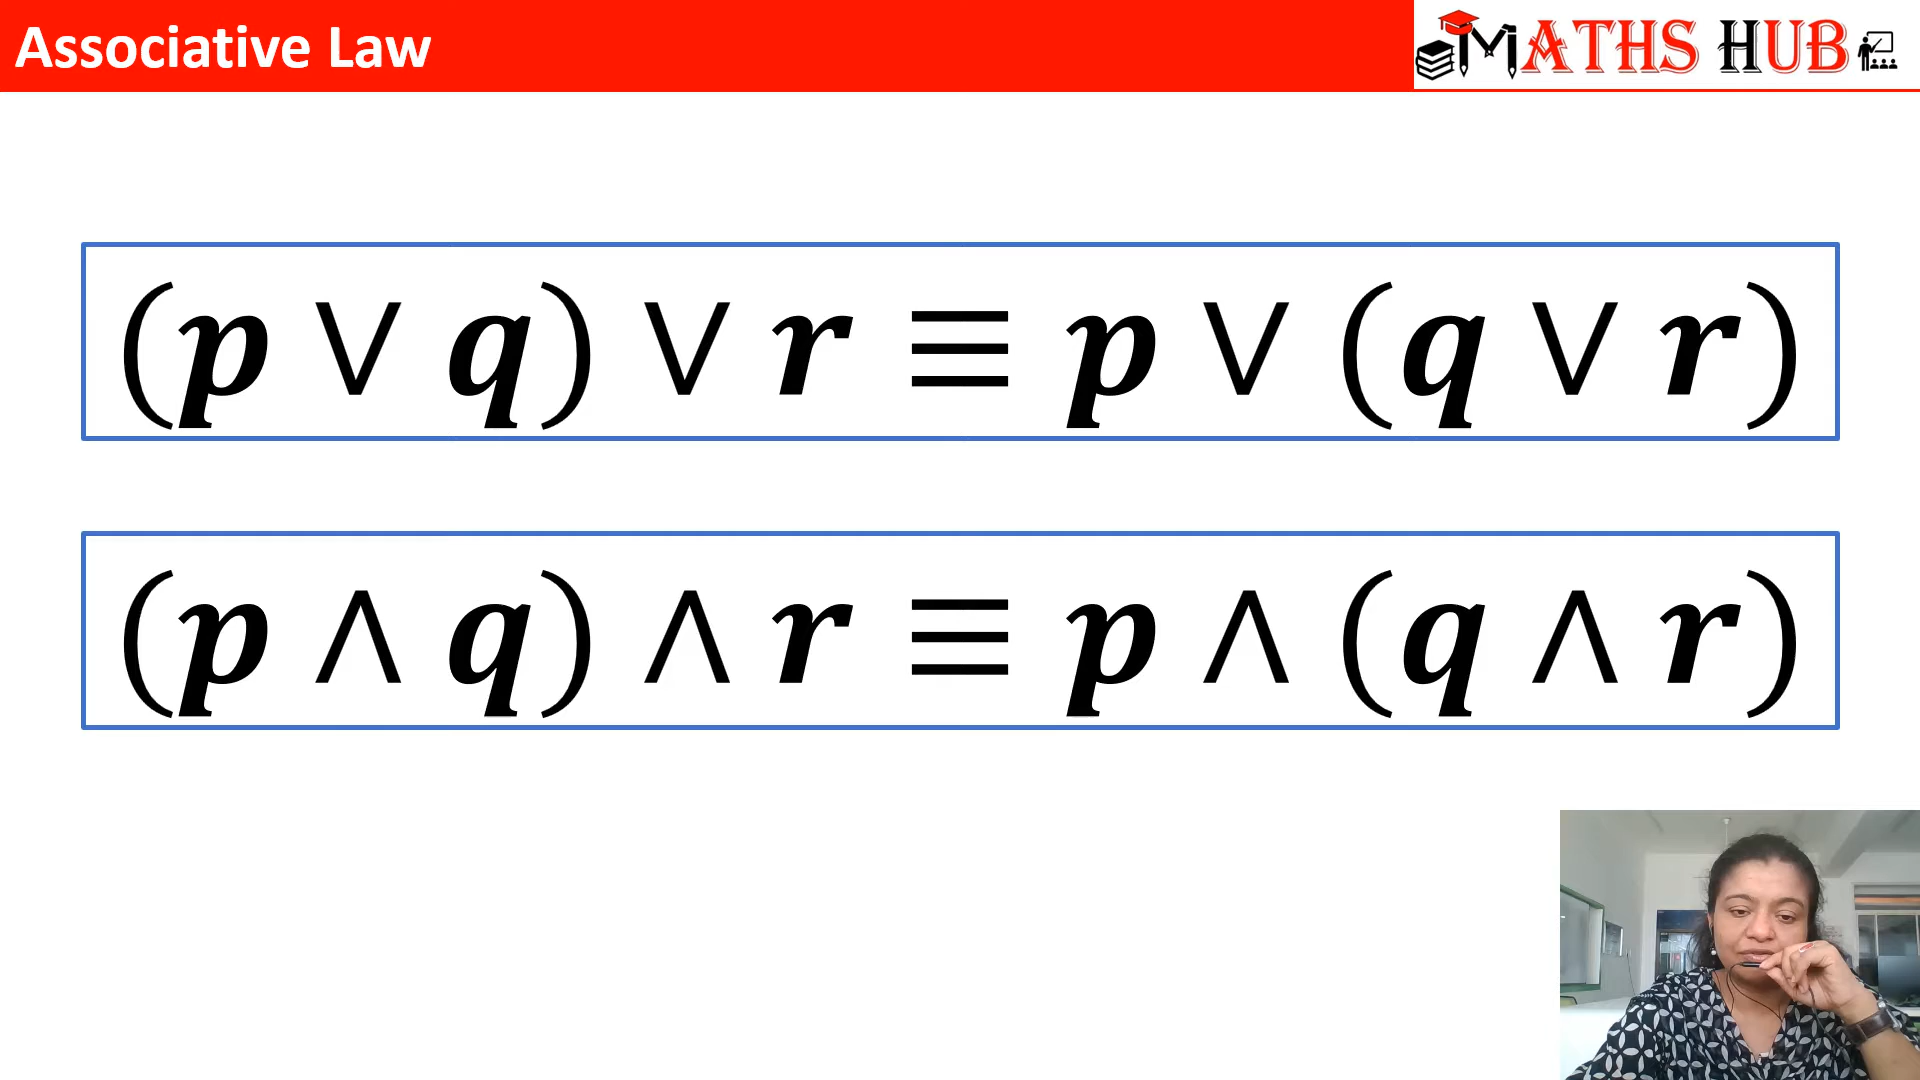 Associative Law
MATHS HUB
(p ∨ q) ∨ r ≡ p ∨ (q ∨ r)
(p ∧ q) ∧ r ≡ p ∧ (q ∧ r)